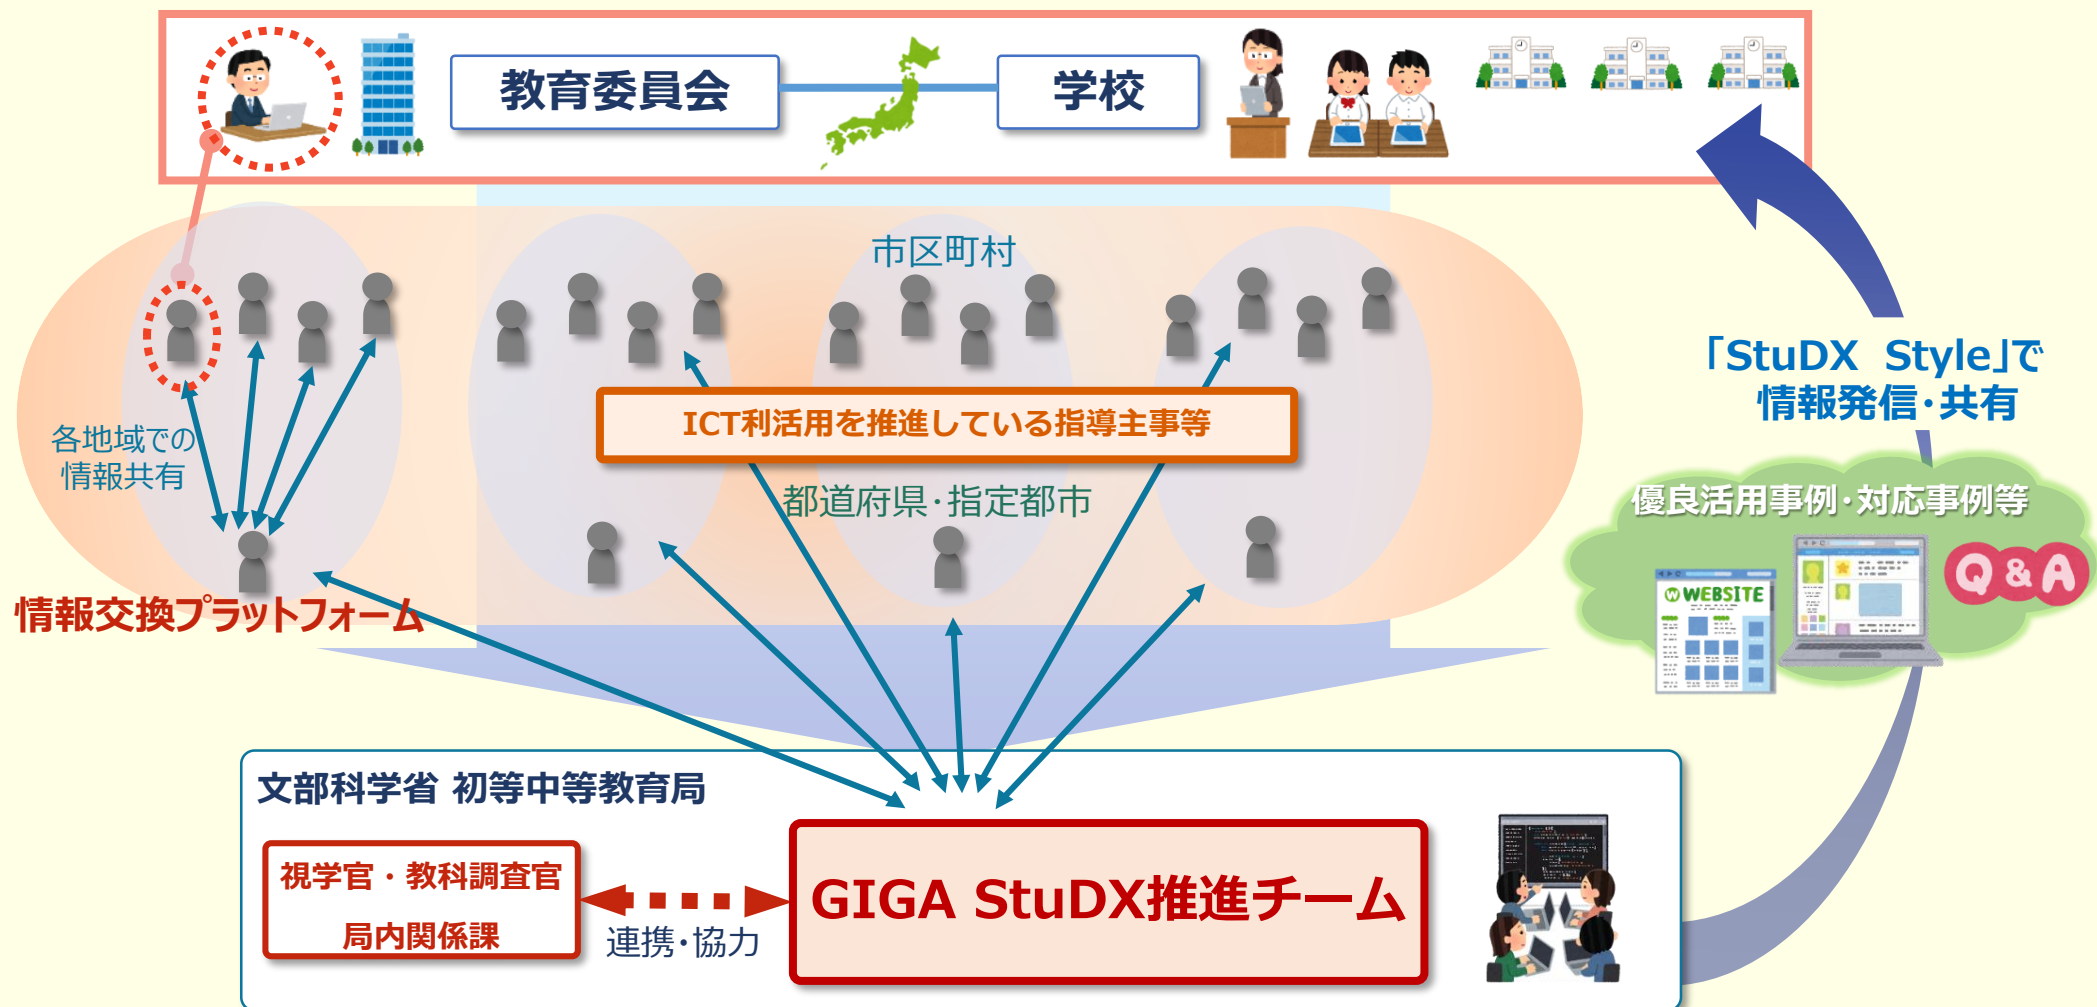 教育委員会
学校
市区町村
ICT利活用を推進している指導主事等
各地域での
情報共有
都道府県・指定都市
情報交換プラットフォーム
「StuDX Style」で
情報発信・共有
優良活用事例・対応事例等
WEBSITE
Q&A
文部科学省 初等中等教育局
視学官・教科調査官
局内関係課
連携・協力
GIGA StuDX推進チーム